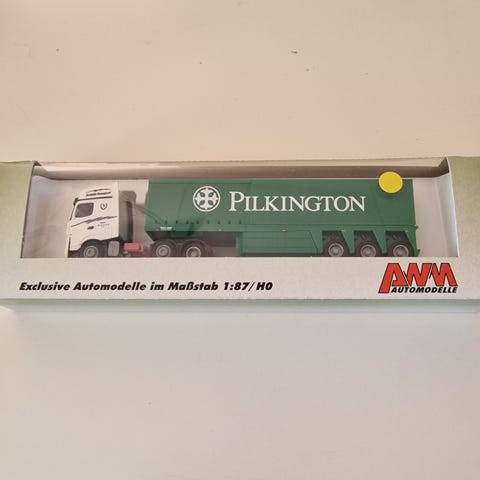 PILKINGTON
Exclusive Automodelle im Maßstab 1:87/H0
AWM
AUTOMODELLE